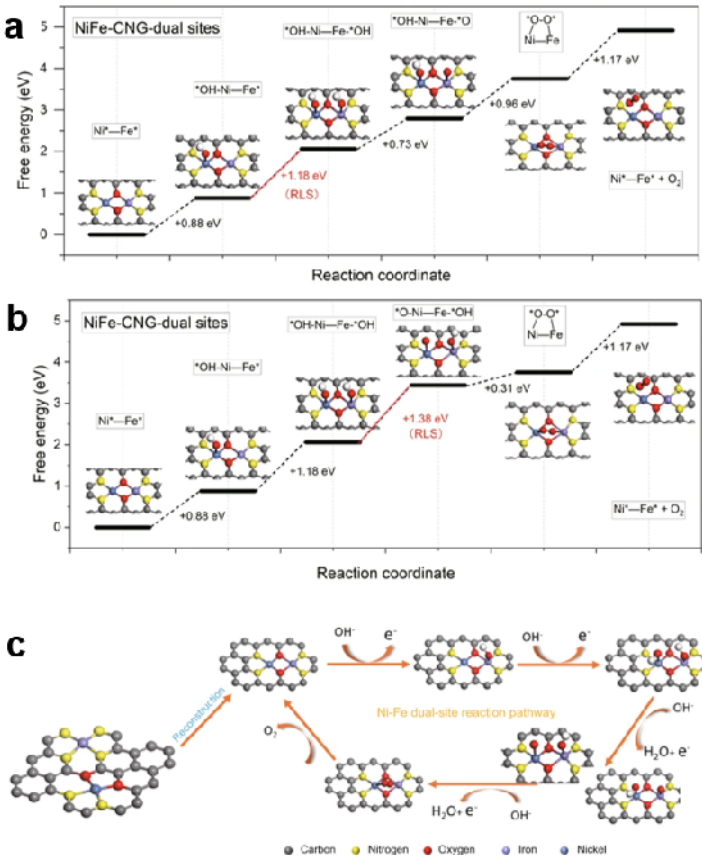 a
NiFe-CNG-dual sites
Free energy (eV)
5
4
3
2
1
0
Ni*—Fe*
*OH-Ni—Fe*
*OH-Ni—Fe-*OH
*OH-Ni—Fe-*O
*O-O*
Ni—Fe
Ni*—Fe* + O₂
+0.88 eV
+1.18 eV
(RLS)
+0.73 eV
+0.96 eV
+1.17 eV
Reaction coordinate
b
NiFe-CNG-dual sites
Free energy (eV)
5
4
3
2
1
0
Ni*—Fe*
*OH-Ni—Fe*
*OH-Ni—Fe-*OH
*O-Ni—Fe-*OH
*O-O*
Ni—Fe
Ni*—Fe* + O₂
+0.88 eV
+1.18 eV
+1.38 eV
(RLS)
+0.31 eV
+1.17 eV
Reaction coordinate
c
Reconstruction
OH⁻
e⁻
OH⁻
e⁻
Ni-Fe dual-site reaction pathway
OH⁻
H₂O+ e⁻
O₂
H₂O+ e⁻
OH⁻
Carbon
Nitrogen
Oxygen
Iron
Nickel